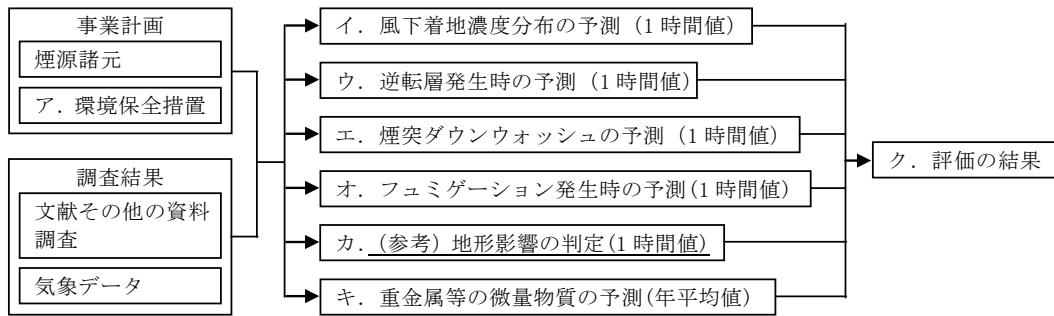 事業計画
煙源諸元
ア．環境保全措置
調査結果
文献その他の資料
調査
気象データ
イ．風下着地濃度分布の予測（1時間値）
ウ．逆転層発生時の予測（1時間値）
エ．煙突ダウンウォッシュの予測（1時間値）
オ．フュミゲーション発生時の予測(1時間値)
カ．(参考）地形影響の判定(1時間値)
キ．重金属等の微量物質の予測(年平均値)
ク．評価の結果